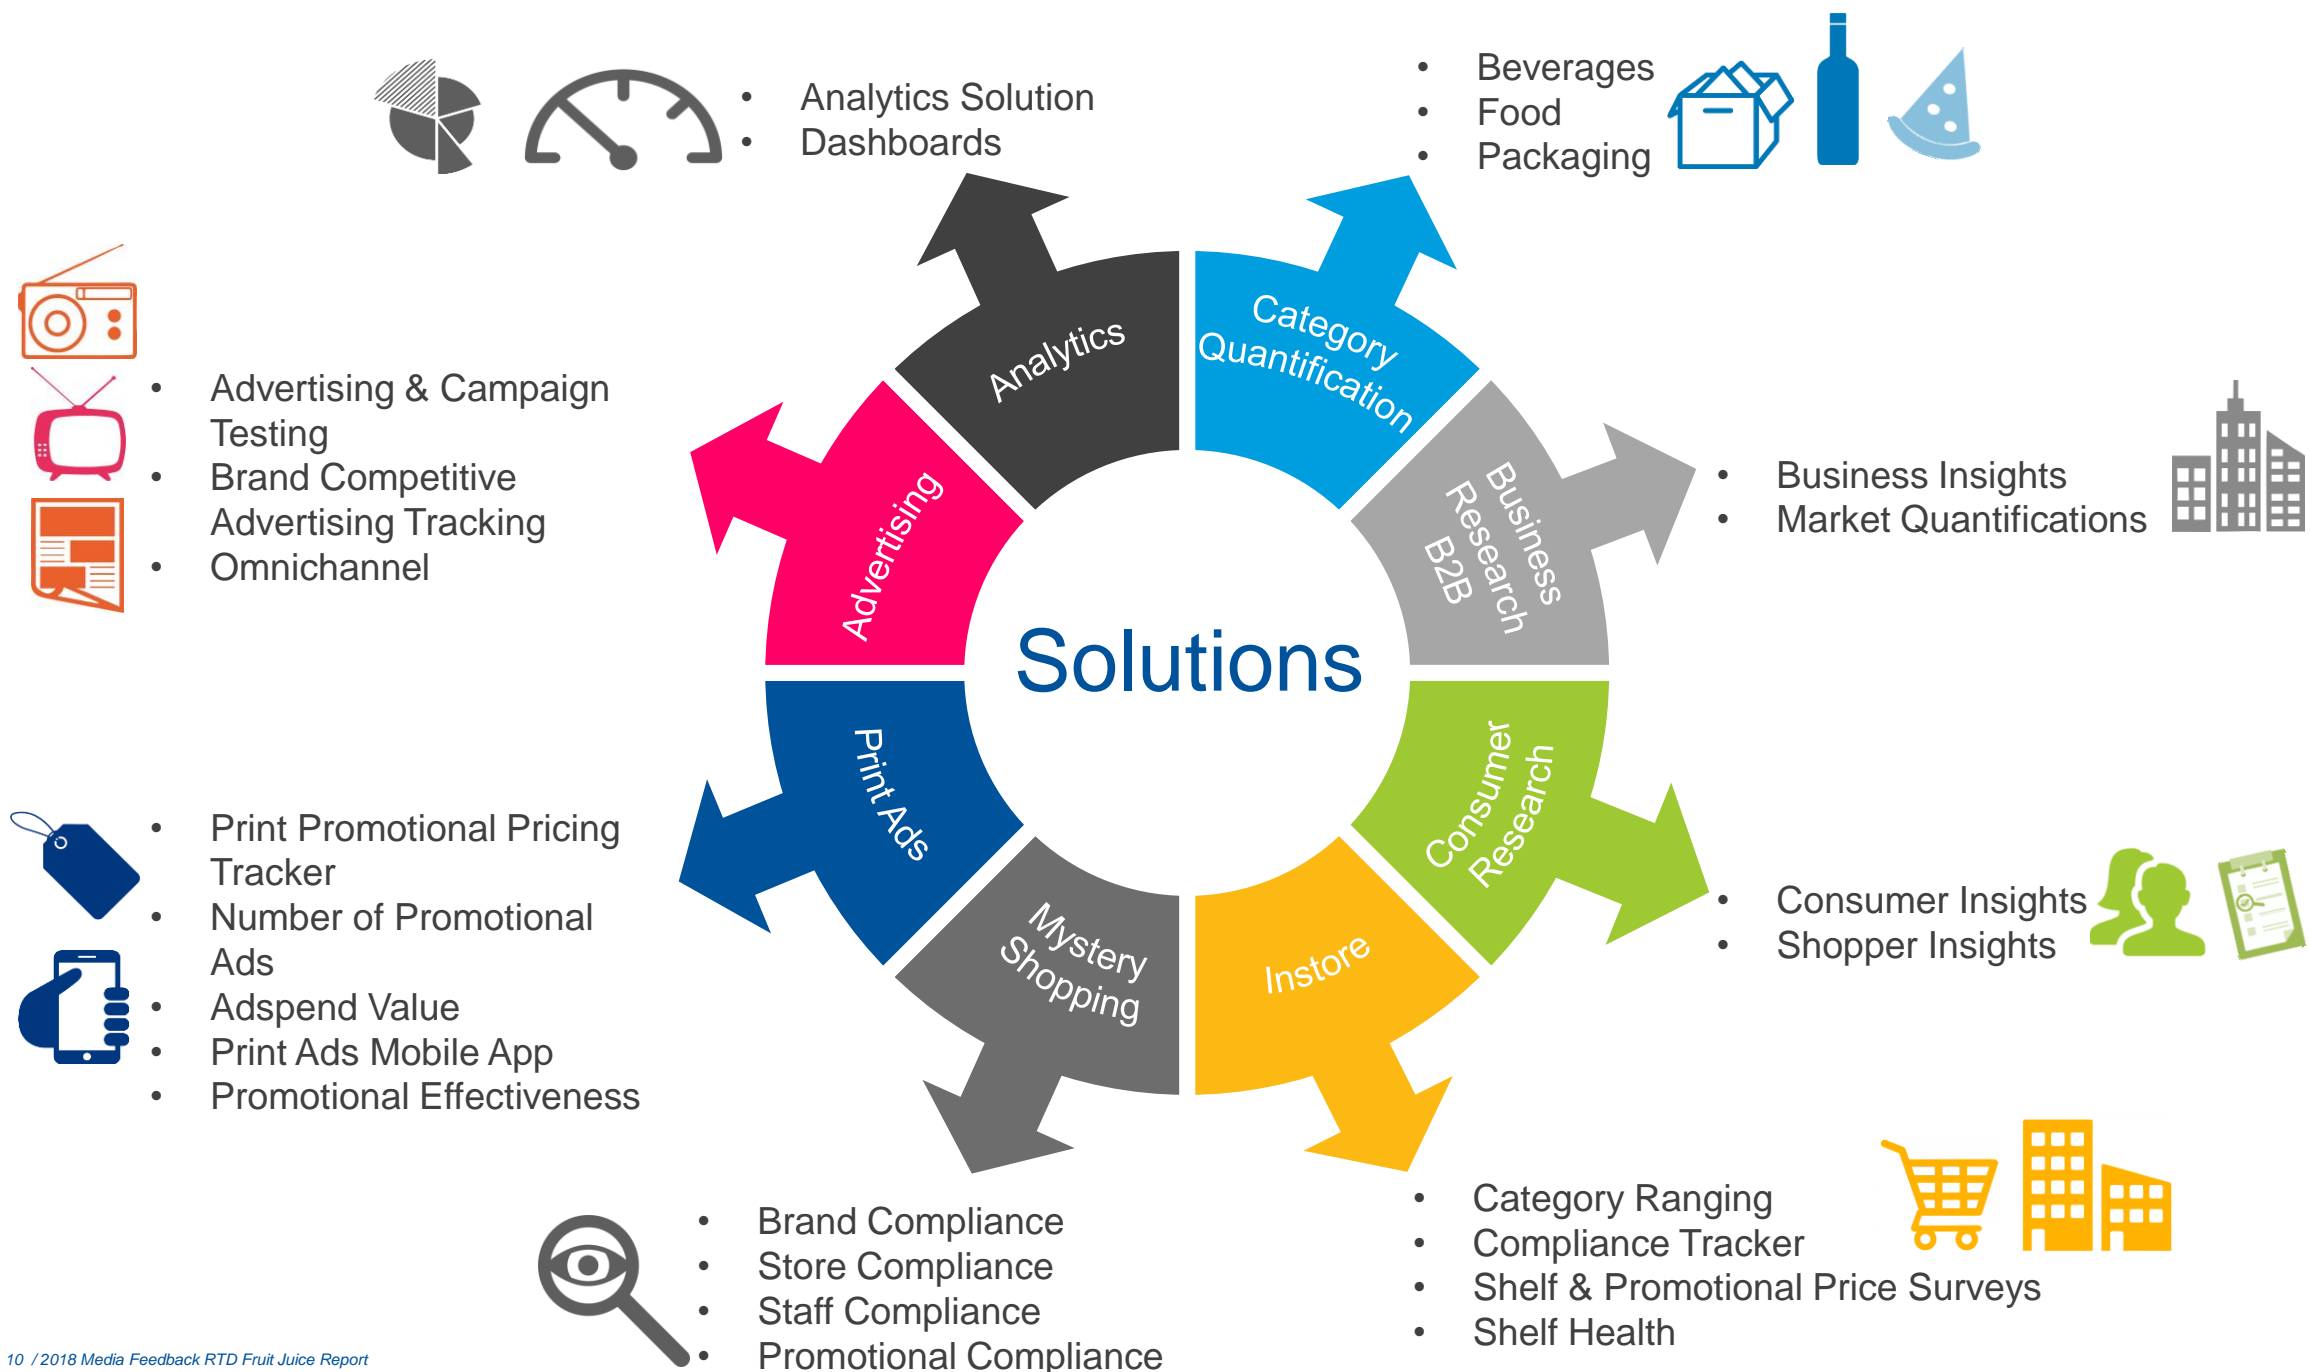 • Analytics Solution
• Dashboards
• Beverages
• Food
• Packaging
• Advertising & Campaign
Testing
• Brand Competitive
Advertising Tracking
• Omnichannel
Analytics
Category
Quantification
Business
Research
B2B
• Business Insights
• Market Quantifications
Advertising
Solutions
Print Ads
Consumer
Research
• Print Promotional Pricing
Tracker
• Number of Promotional
Ads
• Adspend Value
• Print Ads Mobile App
• Promotional Effectiveness
Mystery
Shopping
Instore
• Consumer Insights
• Shopper Insights
• Brand Compliance
• Store Compliance
• Staff Compliance
• Promotional Compliance
• Category Ranging
• Compliance Tracker
• Shelf & Promotional Price Surveys
• Shelf Health
10 / 2018 Media Feedback RTD Fruit Juice Report